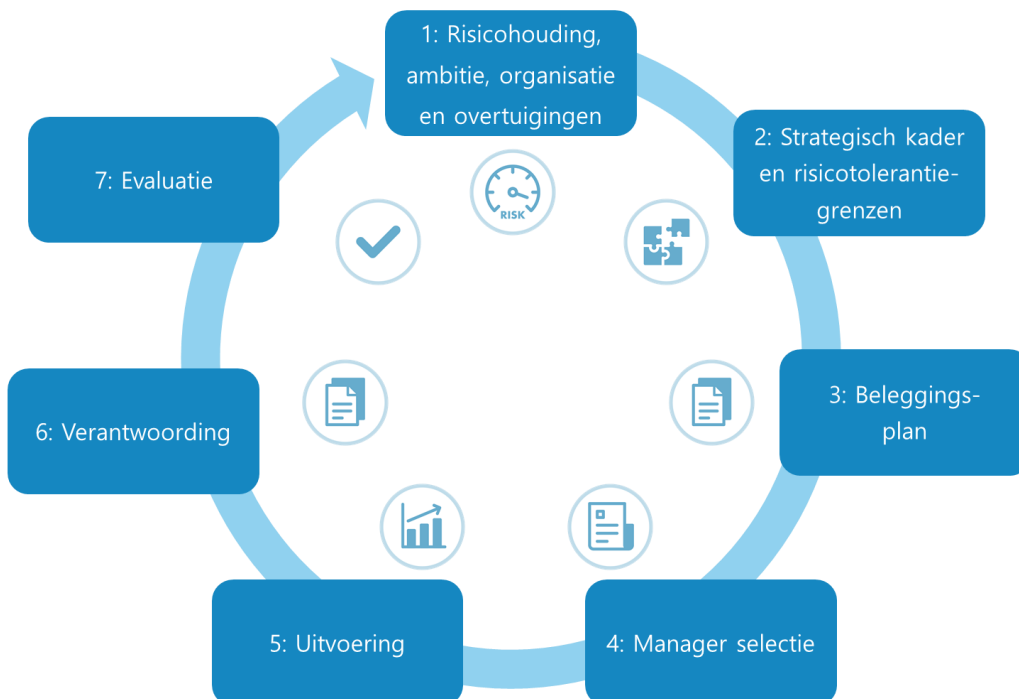 1: Risicohouding,
ambitie, organisatie
en overtuigingen
2: Strategisch kader
en risicotolerantie-
grenzen
3: Beleggings-
plan
4: Manager selectie
5: Uitvoering
6: Verantwoording
7: Evaluatie
RISK